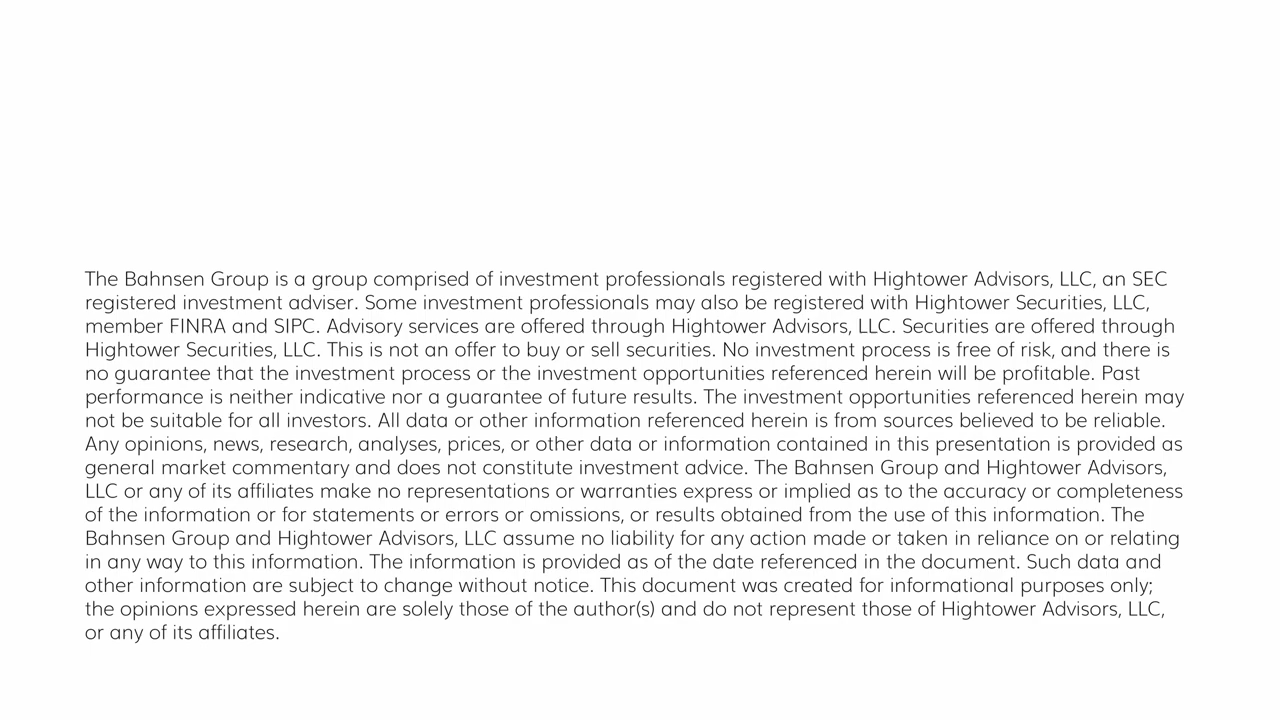 The Bahnsen Group is a group comprised of investment professionals registered with Hightower Advisors, LLC, an SEC
registered investment adviser. Some investment professionals may also be registered with Hightower Securities, LLC,
member FINRA and SIPC. Advisory services are offered through Hightower Advisors, LLC. Securities are offered through
Hightower Securities, LLC. This is not an offer to buy or sell securities. No investment process is free of risk, and there is
no guarantee that the investment process or the investment opportunities referenced herein will be profitable. Past
performance is neither indicative nor a guarantee of future results. The investment opportunities referenced herein may
not be suitable for all investors. All data or other information referenced herein is from sources believed to be reliable.
Any opinions, news, research, analyses, prices, or other data or information contained in this presentation is provided as
general market commentary and does not constitute investment advice. The Bahnsen Group and Hightower Advisors,
LLC or any of its affiliates make no representations or warranties express or implied as to the accuracy or completeness
of the information or for statements or errors or omissions, or results obtained from the use of this information. The
Bahnsen Group and Hightower Advisors, LLC assume no liability for any action made or taken in reliance on or relating
in any way to this information. The information is provided as of the date referenced in the document. Such data and
other information are subject to change without notice. This document was created for informational purposes only;
the opinions expressed herein are solely those of the author(s) and do not represent those of Hightower Advisors, LLC,
or any of its affiliates.